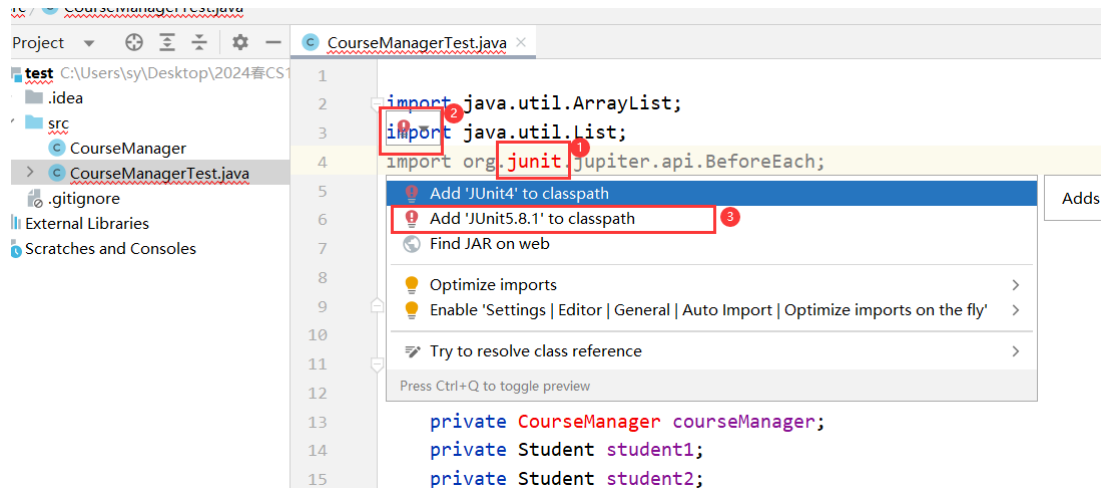 CourseManagerTest.java
Project
CourseManagerTest.java
test C:\Users\sy\Desktop\2024春CS1
.idea
src
CourseManager
CourseManagerTest.java
.gitignore
External Libraries
Scratches and Consoles
1
2 import java.util.ArrayList;
2
3 import java.util.List;
1
4 import org.junit.jupiter.api.BeforeEach;
5
Add 'JUnit4' to classpath
Adds
6
Add 'JUnit5.8.1' to classpath
3
7
Find JAR on web
8
Optimize imports
9
Enable 'Settings | Editor | General | Auto Import | Optimize imports on the fly'
10
Try to resolve class reference
11
Press Ctrl+Q to toggle preview
12
13 private CourseManager courseManager;
14 private Student student1;
15 private Student student2;